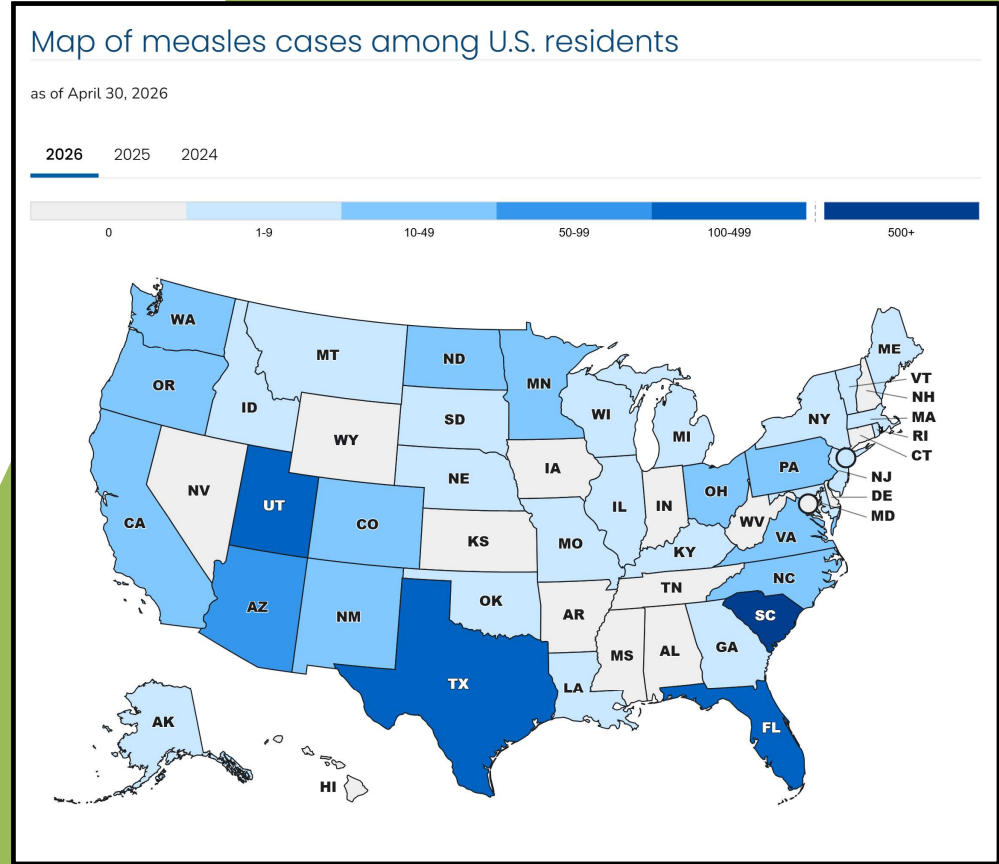 Map of measles cases among U.S. residents
as of April 30, 2026
2026 2025 2024
0 1-9 10-49 50-99 100-499 500+
WA
MT
ND
MN
ME
OR
ID
SD
WI
MI
NY
VT
NH
MA
RI
CT
WY
NE
IA
PA
NJ
DE
MD
NV
UT
CO
KS
MO
IL
IN
OH
WV
VA
KY
CA
AZ
NM
OK
AR
TN
NC
SC
TX
LA
MS
AL
GA
FL
AK
HI